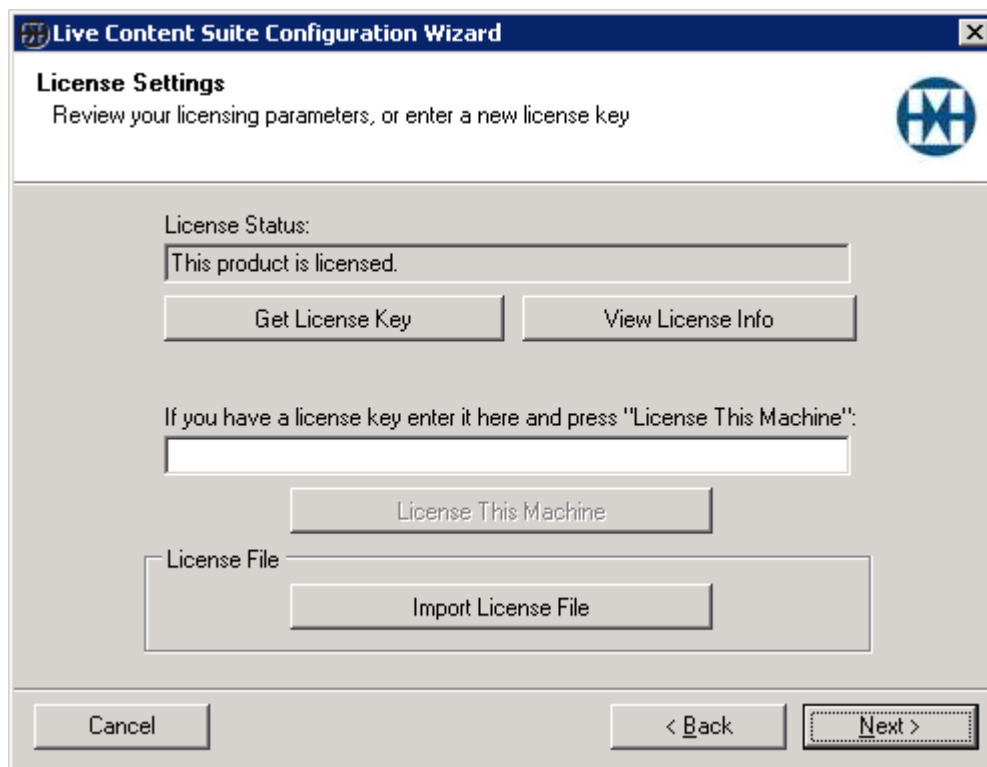 Live Content Suite Configuration Wizard
License Settings
Review your licensing parameters, or enter a new license key
License Status:
This product is licensed.
Get License Key
View License Info
If you have a license key enter it here and press "License This Machine":
License This Machine
License File
Import License File
Cancel
< Back
Next >